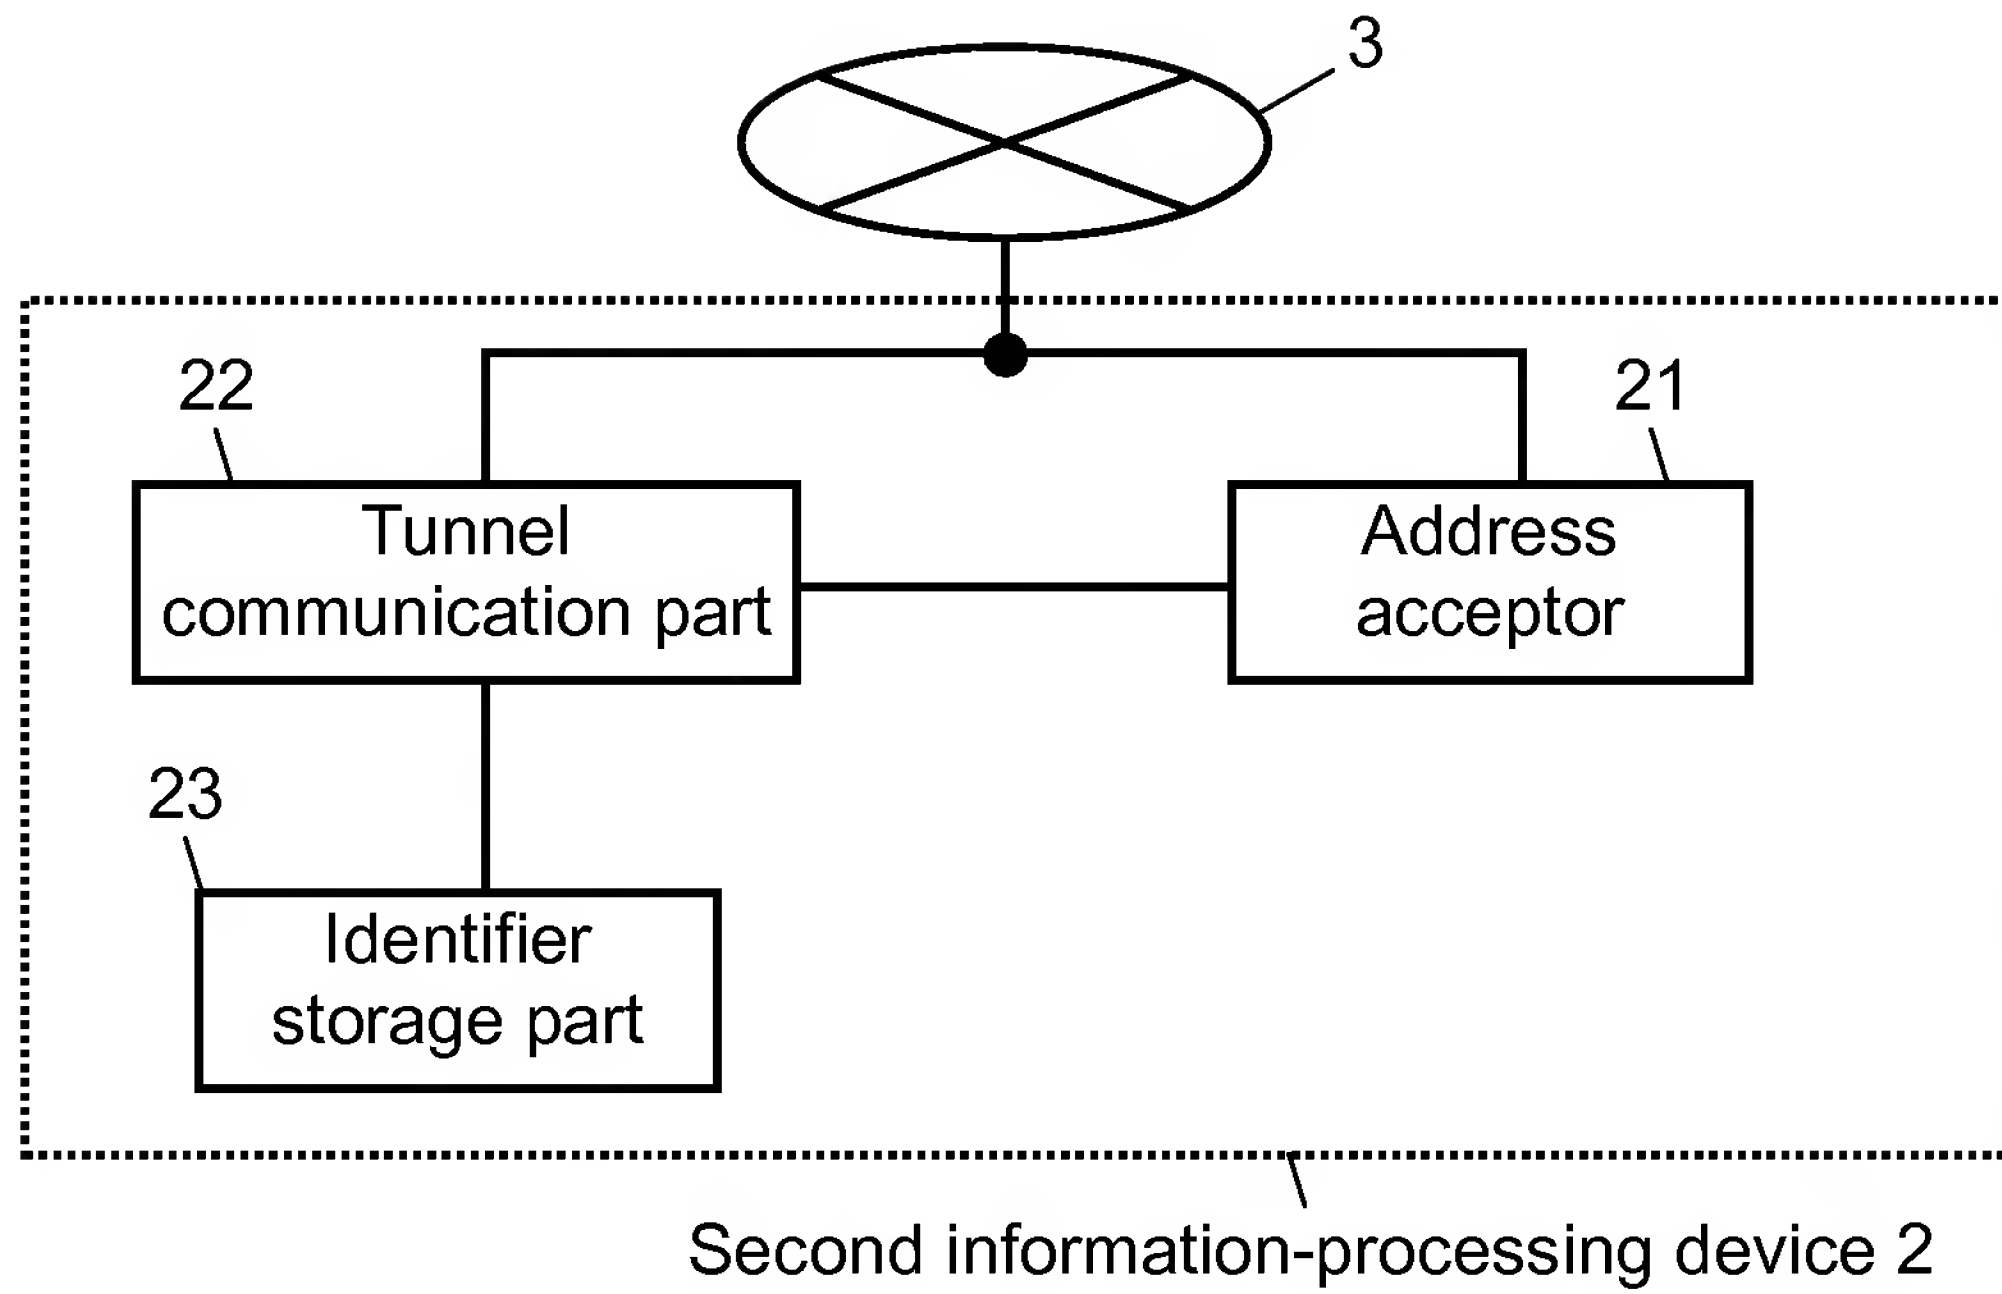 3
22
21
Tunnel
communication part
Address
acceptor
23
Identifier
storage part
Second information-processing device 2